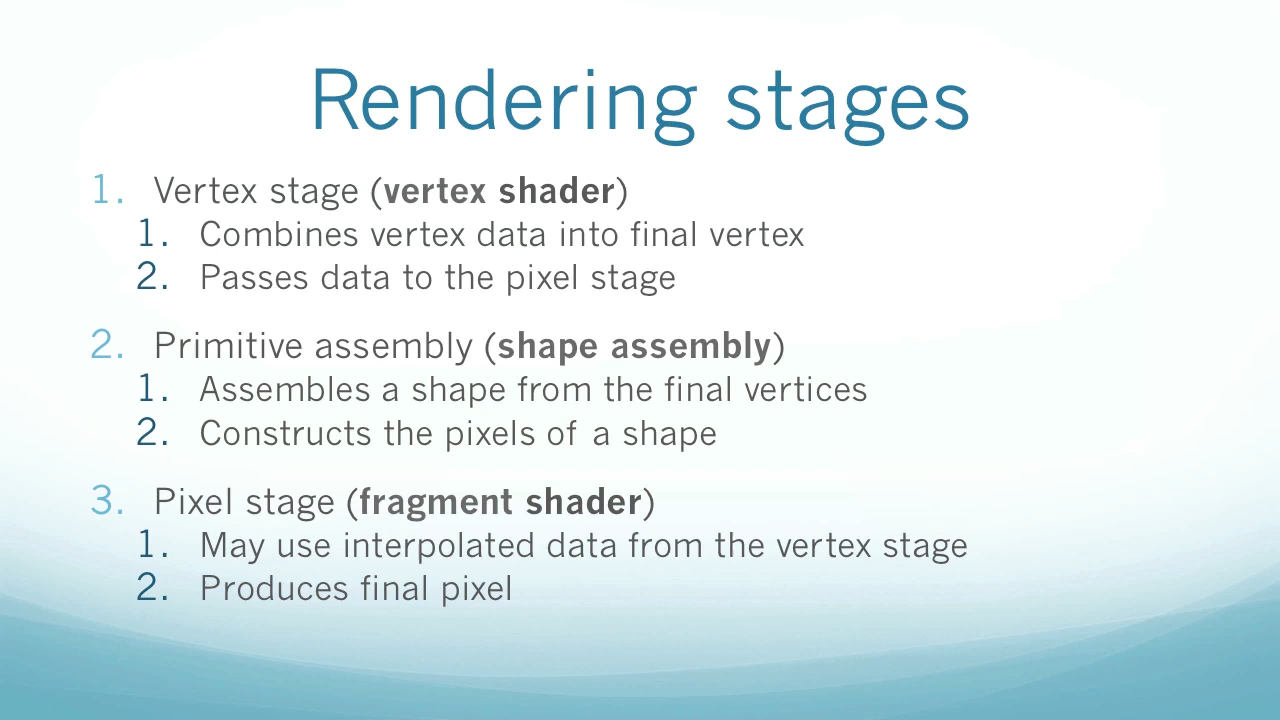 Rendering stages
1. Vertex stage (vertex shader)
1. Combines vertex data into final vertex
2. Passes data to the pixel stage
2. Primitive assembly (shape assembly)
1. Assembles a shape from the final vertices
2. Constructs the pixels of a shape
3. Pixel stage (fragment shader)
1. May use interpolated data from the vertex stage
2. Produces final pixel